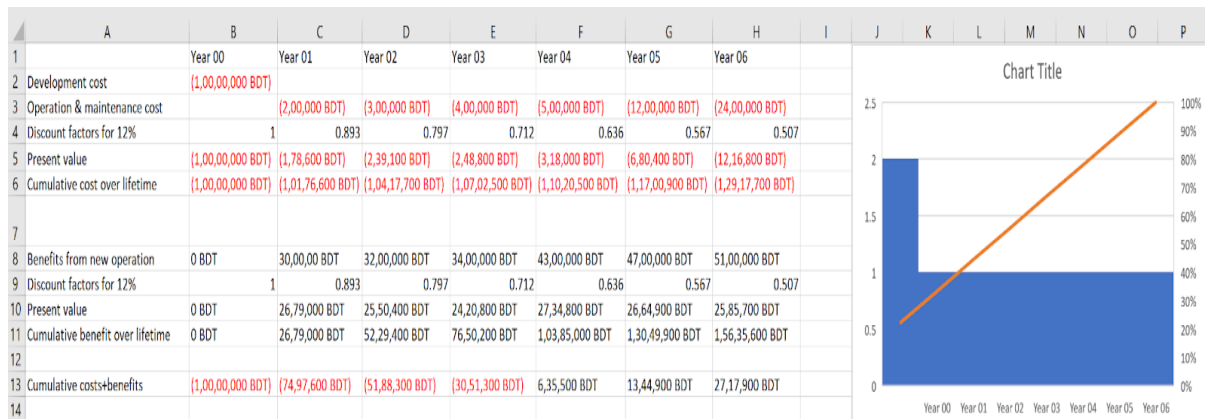 A B C D E F G H I J K L M N O P
1 Year 00 Year 01 Year 02 Year 03 Year 04 Year 05 Year 06
2 Development cost (1,00,00,000 BDT)
3 Operation & maintenance cost (2,00,000 BDT) (3,00,000 BDT) (4,00,000 BDT) (5,00,000 BDT) (12,00,000 BDT) (24,00,000 BDT)
4 Discount factors for 12% 1 0.893 0.797 0.712 0.636 0.567 0.507
5 Present value (1,00,00,000 BDT) (1,78,600 BDT) (2,39,100 BDT) (2,48,800 BDT) (3,18,000 BDT) (6,80,400 BDT) (12,16,800 BDT)
6 Cumulative cost over lifetime (1,00,00,000 BDT) (1,01,76,600 BDT) (1,04,17,700 BDT) (1,07,02,500 BDT) (1,10,20,500 BDT) (1,17,00,900 BDT) (1,29,17,700 BDT)
7
8 Benefits from new operation 0 BDT 30,00,00 BDT 32,00,000 BDT 34,00,000 BDT 43,00,000 BDT 47,00,000 BDT 51,00,000 BDT
9 Discount factors for 12% 1 0.893 0.797 0.712 0.636 0.567 0.507
10 Present value 0 BDT 26,79,000 BDT 25,50,400 BDT 24,20,800 BDT 27,34,800 BDT 26,64,900 BDT 25,85,700 BDT
11 Cumulative benefit over lifetime 0 BDT 26,79,000 BDT 52,29,400 BDT 76,50,200 BDT 1,03,85,000 BDT 1,30,49,900 BDT 1,56,35,600 BDT
12
13 Cumulative costs+benefits (1,00,00,000 BDT) (74,97,600 BDT) (51,88,300 BDT) (30,51,300 BDT) 6,35,500 BDT 13,44,900 BDT 27,17,900 BDT
14
Chart Title
2.5 100%
90%
2 80%
70%
1.5 60%
50%
1 40%
30%
0.5 20%
10%
0 0%
Year 00 Year 01 Year 02 Year 03 Year 04 Year 05 Year 06